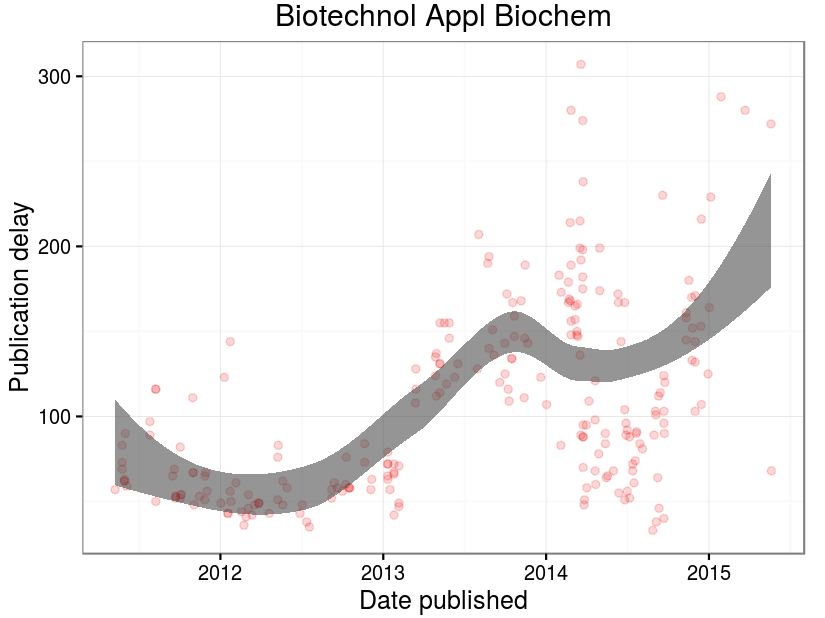 Biotechnol Appl Biochem
Publication delay
300
200
100
2012 2013 2014 2015
Date published